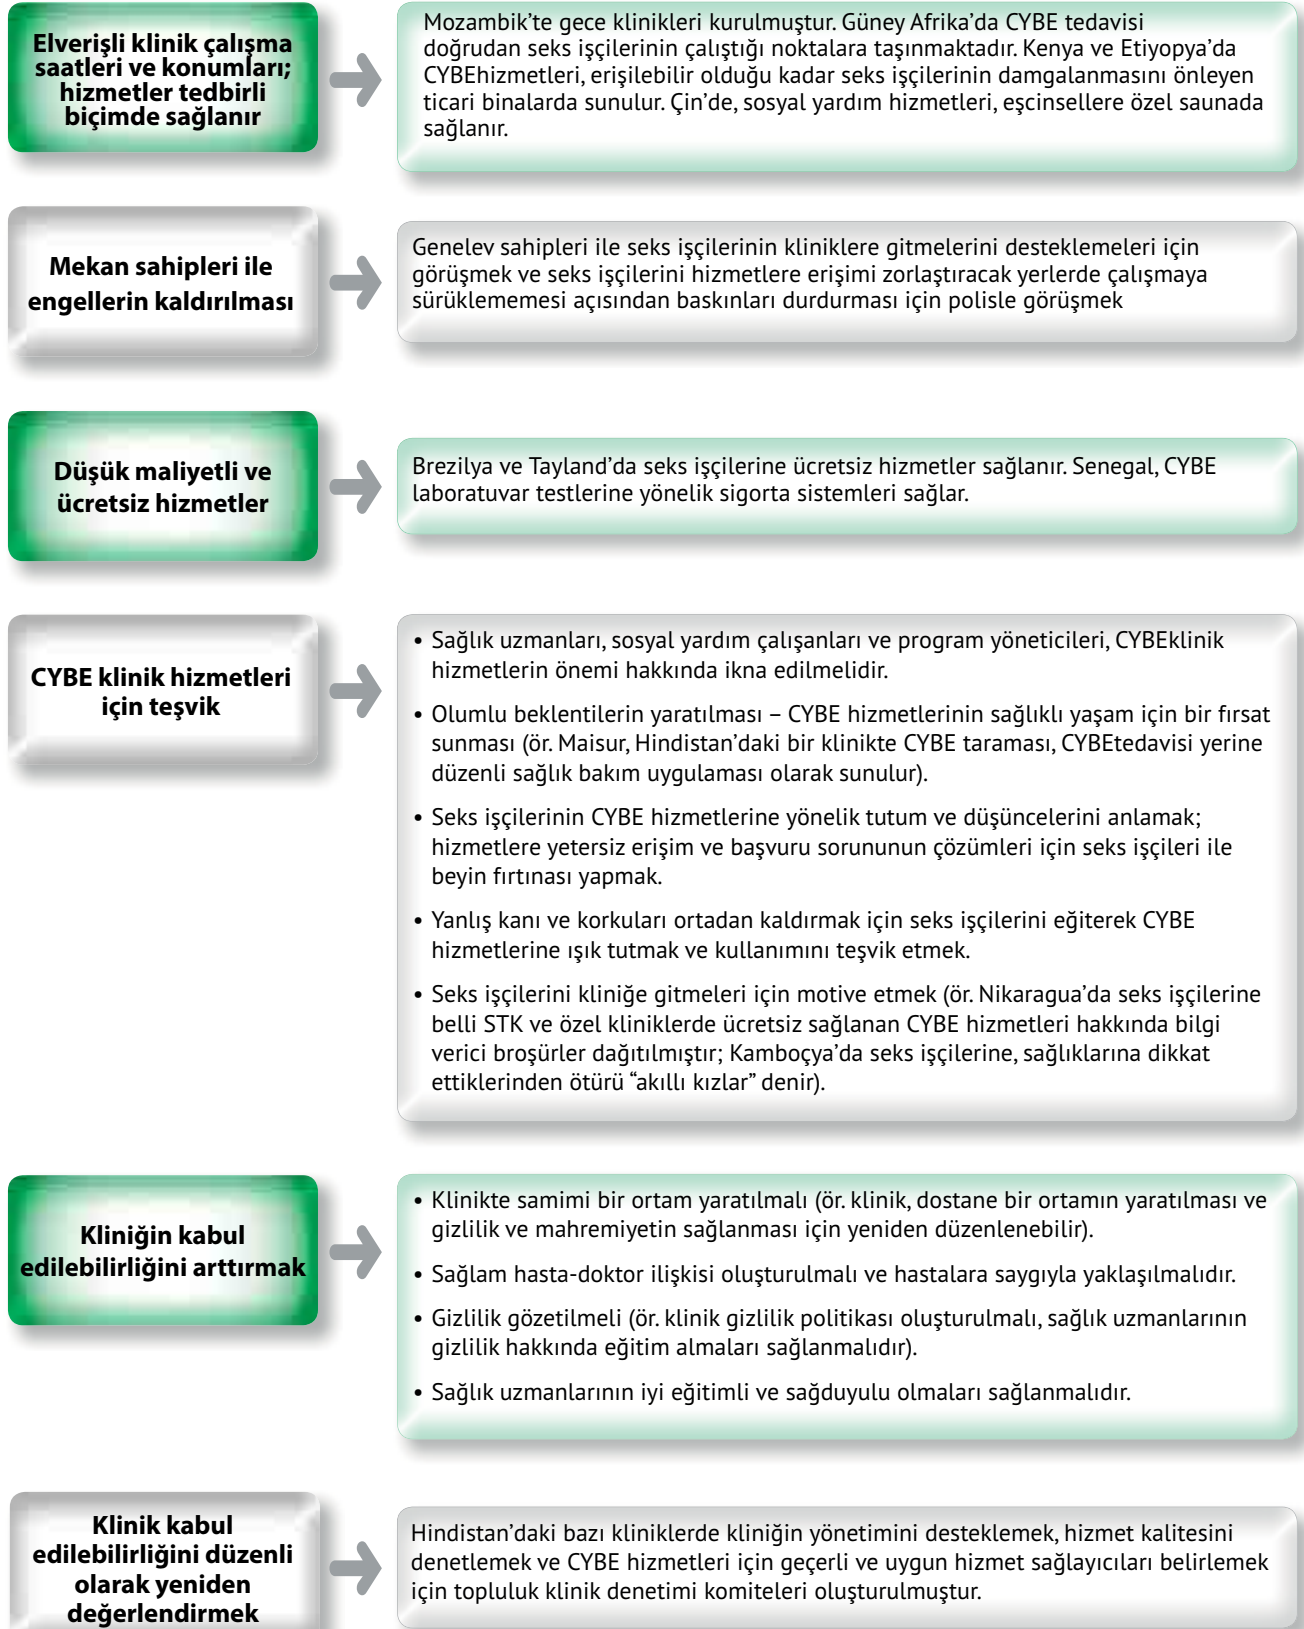 Elverişli klinik çalışma
saatleri ve konumları;
hizmetler tedbirli
biçimde sağlanır
Mozambik’te gece klinikleri kurulmuştur. Güney Afrika’da CYBE tedavisi
doğrudan seks işçilerinin çalıştığı noktalara taşınmaktadır. Kenya ve Etiyopya’da
CYBEhizmetleri, erişilebilir olduğu kadar seks işçilerinin damgalanmasını önleyen
ticari binalarda sunulur. Çin’de, sosyal yardım hizmetleri, eşcinsellere özel saunada
sağlanır.
Mekan sahipleri ile
engellerin kaldırılması
Genelev sahipleri ile seks işçilerinin kliniklere gitmelerini desteklemeleri için
görüşmek ve seks işçilerini hizmetlere erişimi zorlaştıracak yerlerde çalışmaya
sürüklememesi açısından baskınları durdurması için polisle görüşmek
Düşük maliyetli ve
ücretsiz hizmetler
Brezilya ve Tayland’da seks işçilerine ücretsiz hizmetler sağlanır. Senegal, CYBE
laboratuvar testlerine yönelik sigorta sistemleri sağlar.
CYBE klinik hizmetleri
için teşvik
• Sağlık uzmanları, sosyal yardım çalışanları ve program yöneticileri, CYBEklinik
hizmetlerin önemi hakkında ikna edilmelidir.
• Olumlu beklentilerin yaratılması – CYBE hizmetlerinin sağlıklı yaşam için bir fırsat
sunması (ör. Maisur, Hindistan’daki bir klinikte CYBE taraması, CYBEtedavisi yerine
düzenli sağlık bakım uygulaması olarak sunulur).
• Seks işçilerinin CYBE hizmetlerine yönelik tutum ve düşüncelerini anlamak;
hizmetlere yetersiz erişim ve başvuru sorununun çözümleri için seks işçileri ile
beyin fırtınası yapmak.
• Yanlış kanı ve korkuları ortadan kaldırmak için seks işçilerini eğiterek CYBE
hizmetlerine ışık tutmak ve kullanımını teşvik etmek.
• Seks işçilerini kliniğe gitmeleri için motive etmek (ör. Nikaragua’da seks işçilerine
belli STK ve özel kliniklerde ücretsiz sağlanan CYBE hizmetleri hakkında bilgi
verici broşürler dağıtılmıştır; Kamboçya’da seks işçilerine, sağlıklarına dikkat
ettiklerinden ötürü “akıllı kızlar” denir).
Kliniğin kabul
edilebilirliğini arttırmak
• Klinikte samimi bir ortam yaratılmalı (ör. klinik, dostane bir ortamın yaratılması ve
gizlilik ve mahremiyetin sağlanması için yeniden düzenlenebilir).
• Sağlam hasta-doktor ilişkisi oluşturulmalı ve hastalara saygıyla yaklaşılmalıdır.
• Gizlilik gözetilmeli (ör. klinik gizlilik politikası oluşturulmalı, sağlık uzmanlarının
gizlilik hakkında eğitim almaları sağlanmalıdır).
• Sağlık uzmanlarının iyi eğitimli ve sağduyulu olmaları sağlanmalıdır.
Klinik kabul
edilebilirliğini düzenli
olarak yeniden
değerlendirmek
Hindistan’daki bazı kliniklerde kliniğin yönetimini desteklemek, hizmet kalitesini
denetlemek ve CYBE hizmetleri için geçerli ve uygun hizmet sağlayıcıları belirlemek
için topluluk klinik denetimi komiteleri oluşturulmuştur.